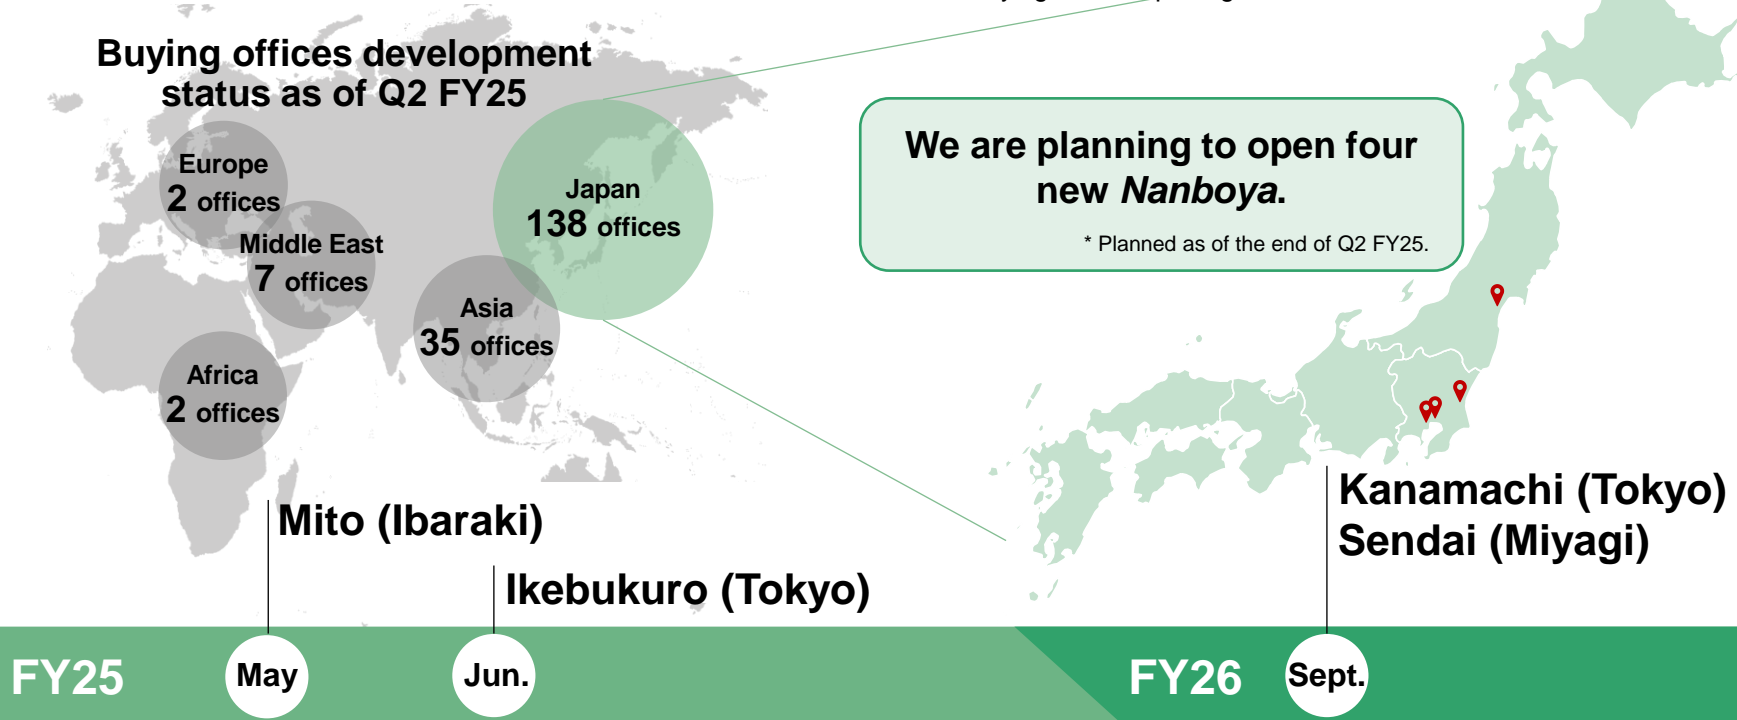 Buying offices development
status as of Q2 FY25
Europe
2 offices
Middle East
7 offices
Africa
2 offices
Asia
35 offices
Japan
138 offices
We are planning to open four
new Nanboya.
* Planned as of the end of Q2 FY25.
Mito (Ibaraki)
Ikebukuro (Tokyo)
Kanamachi (Tokyo)
Sendai (Miyagi)
FY25
May
Jun.
FY26
Sept.